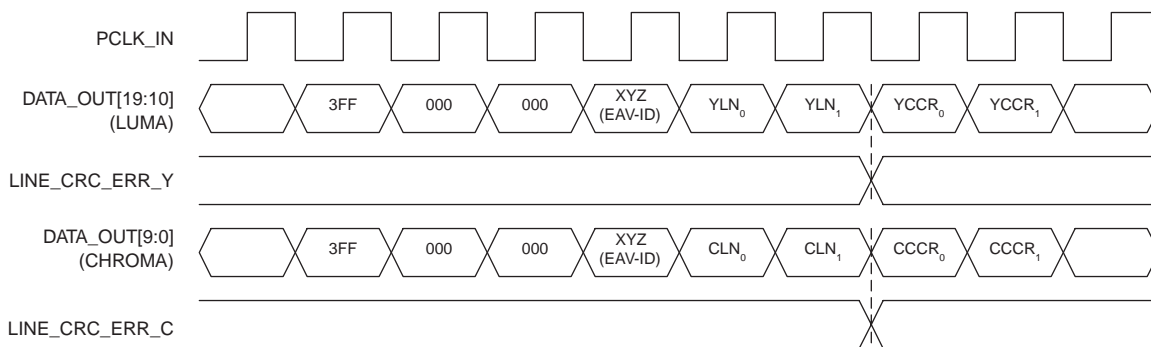 PCLK_IN
DATA_OUT[19:10]
(LUMA)
3FF
000
000
XYZ
(EAV-ID)
YLN₀
YLN₁
YCCR₀
YCCR₁
LINE_CRC_ERR_Y
DATA_OUT[9:0]
(CHROMA)
3FF
000
000
XYZ
(EAV-ID)
CLN₀
CLN₁
CCCR₀
CCCR₁
LINE_CRC_ERR_C